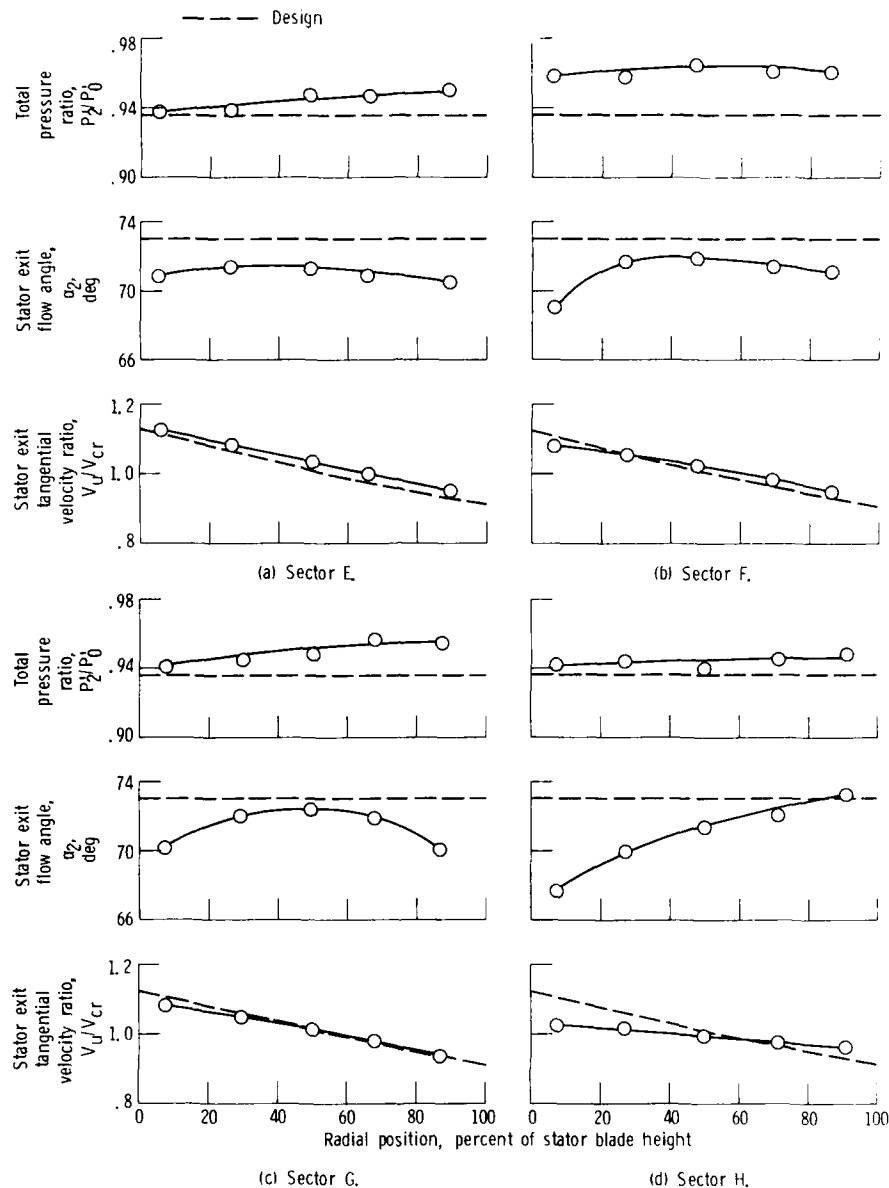 Design
Total
pressure
ratio,
P₂'/P₀'
.98
.94
.90
Stator exit
flow angle,
α₂,
deg
74
70
66
Stator exit
tangential
velocity ratio,
Vᵤ/V_cr
1.2
1.0
.8
(a) Sector E.
(b) Sector F.
Total
pressure
ratio,
P₂'/P₀'
.98
.94
.90
Stator exit
flow angle,
α₂,
deg
74
70
66
Stator exit
tangential
velocity ratio,
Vᵤ/V_cr
1.2
1.0
.8
0 20 40 60 80 100 0 20 40 60 80 100
Radial position, percent of stator blade height
(c) Sector G.
(d) Sector H.